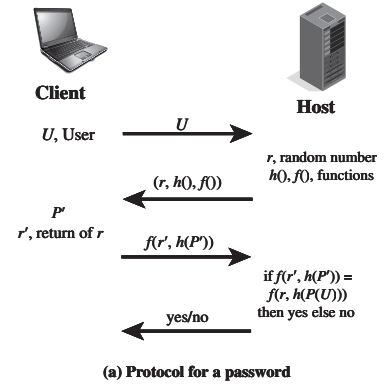 Client
Host
U, User
U
r, random number
h(), f(), functions
(r, h(), f())
P′
r′, return of r
f(r′, h(P′))
if f(r′, h(P′)) =
f(r, h(P(U)))
then yes else no
yes/no
(a) Protocol for a password